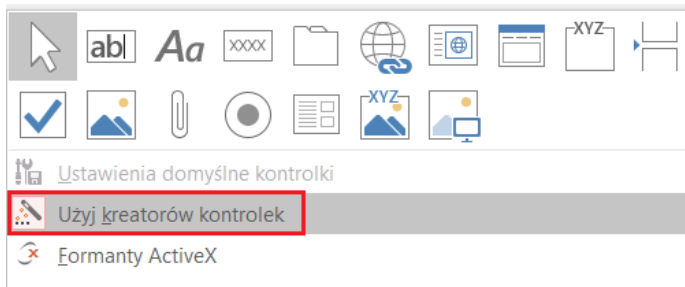 ab Aa XXXX XYZ
XYZ
Ustawienia domyślne kontrolki
Użyj kreatorów kontrolek
Formanty ActiveX